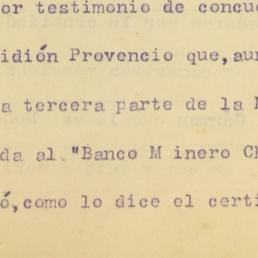 or testimonio de concu
idión Provencio que, au
a tercera parte de la
da al "Banco M inero C
ó,como lo dice el certi